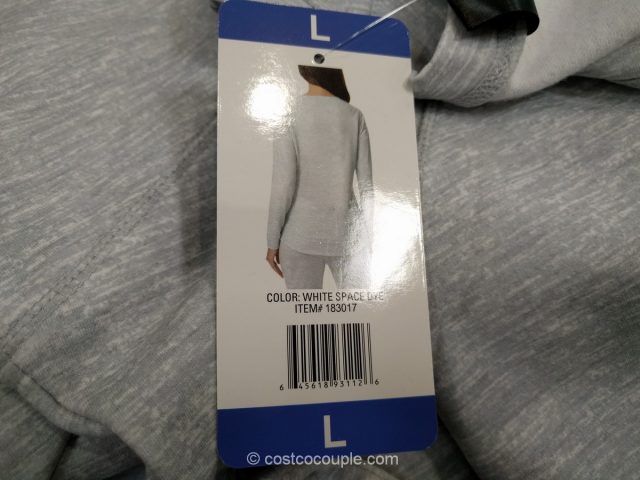 L
COLOR: WHITE SPACE DYE
ITEM# 183017
6 45618 93112 6
L
© costcocouple.com